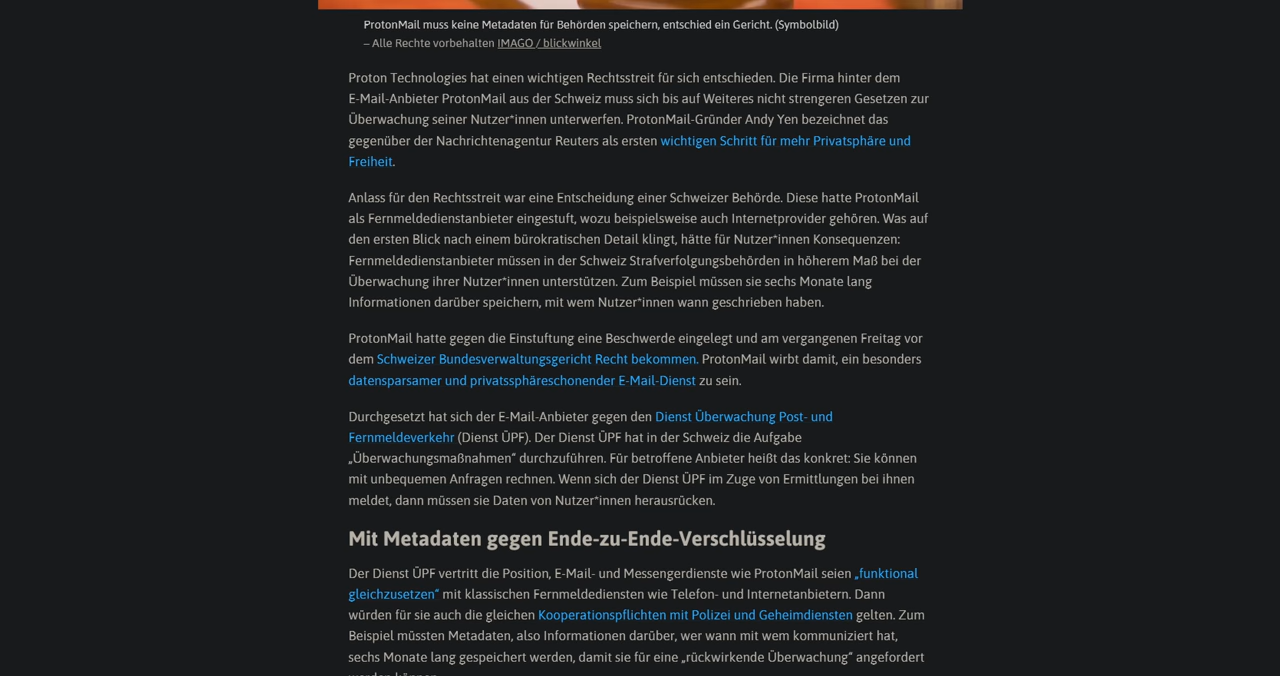 ProtonMail muss keine Metadaten für Behörden speichern, entschied ein Gericht. (Symbolbild)
– Alle Rechte vorbehalten IMAGO / blickwinkel
Proton Technologies hat einen wichtigen Rechtsstreit für sich entschieden. Die Firma hinter dem
E-Mail-Anbieter ProtonMail aus der Schweiz muss sich bis auf Weiteres nicht strengeren Gesetzen zur
Überwachung seiner Nutzer*innen unterwerfen. ProtonMail-Gründer Andy Yen bezeichnet das
gegenüber der Nachrichtenagentur Reuters als ersten wichtigen Schritt für mehr Privatsphäre und
Freiheit.
Anlass für den Rechtsstreit war eine Entscheidung einer Schweizer Behörde. Diese hatte ProtonMail
als Fernmeldedienstanbieter eingestuft, wozu beispielsweise auch Internetprovider gehören. Was auf
den ersten Blick nach einem bürokratischen Detail klingt, hätte für Nutzer*innen Konsequenzen:
Fernmeldedienstanbieter müssen in der Schweiz Strafverfolgungsbehörden in höherem Maß bei der
Überwachung ihrer Nutzer*innen unterstützen. Zum Beispiel müssen sie sechs Monate lang
Informationen darüber speichern, mit wem Nutzer*innen wann geschrieben haben.
ProtonMail hatte gegen die Einstufung eine Beschwerde eingelegt und am vergangenen Freitag vor
dem Schweizer Bundesverwaltungsgericht Recht bekommen. ProtonMail wirbt damit, ein besonders
datensparsamer und privatssphäreschonender E-Mail-Dienst zu sein.
Durchgesetzt hat sich der E-Mail-Anbieter gegen den Dienst Überwachung Post- und
Fernmeldeverkehr (Dienst ÜPF). Der Dienst ÜPF hat in der Schweiz die Aufgabe
„Überwachungsmaßnahmen“ durchzuführen. Für betroffene Anbieter heißt das konkret: Sie können
mit unbequemen Anfragen rechnen. Wenn sich der Dienst ÜPF im Zuge von Ermittlungen bei ihnen
meldet, dann müssen sie Daten von Nutzer*innen herausrücken.
Mit Metadaten gegen Ende-zu-Ende-Verschlüsselung
Der Dienst ÜPF vertritt die Position, E-Mail- und Messengerdienste wie ProtonMail seien „funktional
gleichzusetzen“ mit klassischen Fernmeldediensten wie Telefon- und Internetanbietern. Dann
würden für sie auch die gleichen Kooperationspflichten mit Polizei und Geheimdiensten gelten. Zum
Beispiel müssten Metadaten, also Informationen darüber, wer wann mit wem kommuniziert hat,
sechs Monate lang gespeichert werden, damit sie für eine „rückwirkende Überwachung“ angefordert